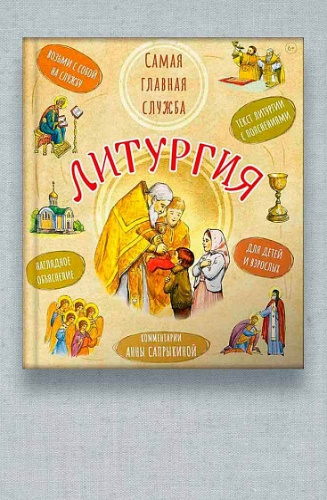 ВОЗЬМИ С СОБОЙ
НА СЛУЖБУ
САМАЯ
ГЛАВНАЯ
СЛУЖБА
6+
ТЕКСТ ЛИТУРГИИ
С ПОЯСНЕНИЯМИ
ЛИТУРГИЯ
НАГЛЯДНОЕ
ОБЪЯСНЕНИЕ
ДЛЯ ДЕТЕЙ
И ВЗРОСЛЫХ
КОММЕНТАРИИ
АННЫ САПРЫКИНОЙ